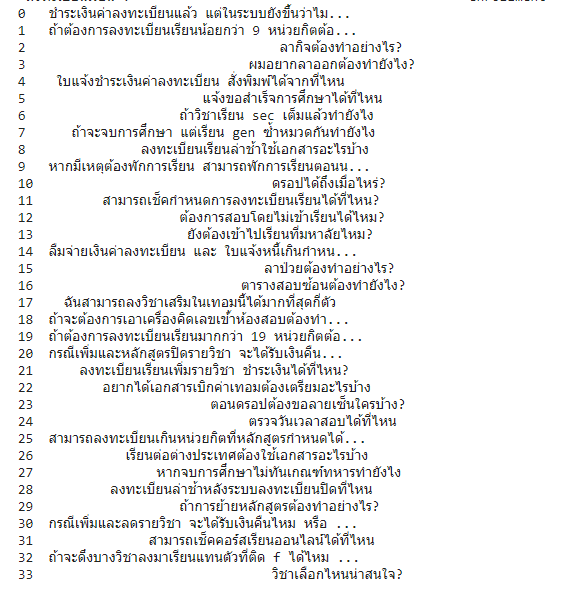 0 ชำระเงินค่าลงทะเบียนแล้ว แต่ในระบบยังขึ้นว่าไม...
1 ถ้าต้องการลงทะเบียนเรียนน้อยกว่า 9 หน่วยกิตต้อ...
2 ลากิจต้องทำอย่างไร?
3 ผมอยากลาออกต้องทำยังไง?
4 ใบแจ้งชำระเงินค่าลงทะเบียน สั่งพิมพ์ได้จากที่ไหน
5 แจ้งขอสำเร็จการศึกษาได้ที่ไหน
6 ถ้าวิชาเรียน sec เต็มแล้วทำยังไง
7 ถ้าจะจบการศึกษา แต่เรียน gen ซ้ำหมวดกันทำยังไง
8 ลงทะเบียนเรียนล่าช้าใช้เอกสารอะไรบ้าง
9 หากมีเหตุต้องพักการเรียน สามารถพักการเรียนตอนน...
10 ดรอปได้ถึงเมื่อไหร่?
11 สามารถเช็คกำหนดการลงทะเบียนเรียนได้ที่ไหน?
12 ต้องการสอบโดยไม่เข้าเรียนได้ไหม?
13 ยังต้องเข้าไปเรียนที่มหาลัยไหม?
14 ลืมจ่ายเงินค่าลงทะเบียน และ ใบแจ้งหนี้เกินกำหน...
15 ลาป่วยต้องทำอย่างไร?
16 ตารางสอบซ้อนต้องทำยังไง?
17 ฉันสามารถลงวิชาเสริมในเทอมนี้ได้มากที่สุดกี่ตัว
18 ถ้าจะต้องการเอาเครื่องคิดเลขเข้าห้องสอบต้องทำ...
19 ถ้าต้องการลงทะเบียนเรียนมากกว่า 19 หน่วยกิตต้อ...
20 กรณีเพิ่มและหลักสูตรปิดรายวิชา จะได้รับเงินคืน...
21 ลงทะเบียนเรียนเพิ่มรายวิชา ชำระเงินได้ที่ไหน?
22 อยากได้เอกสารเบิกค่าเทอมต้องเตรียมอะไรบ้าง
23 ตอนดรอปต้องขอลายเซ็นใครบ้าง?
24 ตรวจวันเวลาสอบได้ที่ไหน
25 สามารถลงทะเบียนเกินหน่วยกิตที่หลักสูตรกำหนดได้...
26 เรียนต่อต่างประเทศต้องใช้เอกสารอะไรบ้าง
27 หากจบการศึกษาไม่ทันเกณฑ์ทหารทำยังไง
28 ลงทะเบียนล่าช้าหลังระบบลงทะเบียนปิดที่ไหน
29 ถ้าการย้ายหลักสูตรต้องทำอย่างไร?
30 กรณีเพิ่มและลดรายวิชา จะได้รับเงินคืนไหม หรือ ...
31 สามารถเช็คคอร์สเรียนออนไลน์ได้ที่ไหน
32 ถ้าจะดึงบางวิชาลงมาเรียนแทนตัวที่ติด f ได้ไหม ...
33 วิชาเลือกไหนน่าสนใจ?